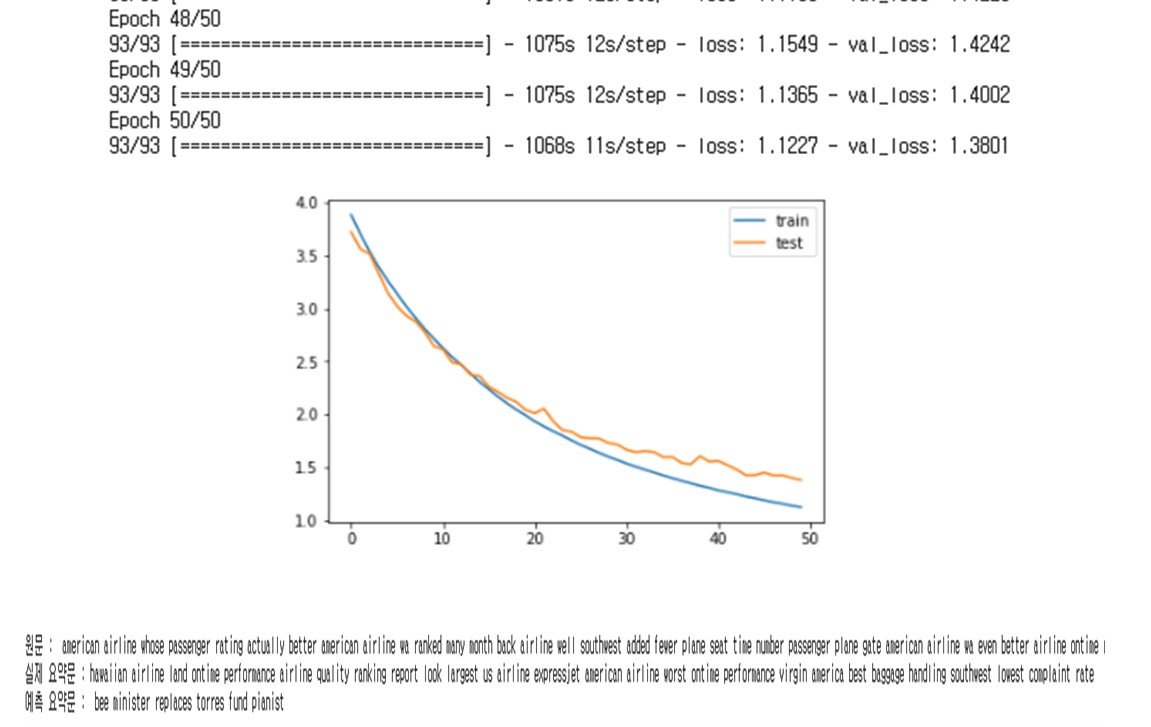 Epoch 48/50
93/93 [==============================] - 1075s 12s/step - loss: 1.1549 - val_loss: 1.4242
Epoch 49/50
93/93 [==============================] - 1075s 12s/step - loss: 1.1365 - val_loss: 1.4002
Epoch 50/50
93/93 [==============================] - 1068s 11s/step - loss: 1.1227 - val_loss: 1.3801
4.0
train
test
3.5
3.0
2.5
2.0
1.5
1.0
0 10 20 30 40 50
원문 : american airline whose passenger rating actually better american airline wa ranked many month back airline well southwest added fewer plane seat time number passenger plane gate american airline wa even better airline ontime
실제 요약문 : hawaiian airline land ontime performance airline quality ranking report look largest us airline expressjet american airline worst ontime performance virgin america best baggage handling southwest lowest complaint rate
예측 요약문 : bee minister replaces torres fund pianist